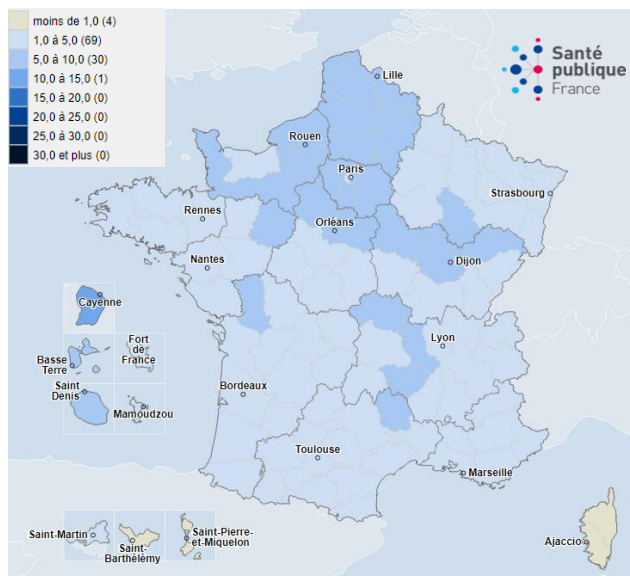 moins de 1,0 (4)
1,0 à 5,0 (69)
5,0 à 10,0 (30)
10,0 à 15,0 (1)
15,0 à 20,0 (0)
20,0 à 25,0 (0)
25,0 à 30,0 (0)
30,0 et plus (0)
Santé
publique
France
Lille
Rouen
Paris
Strasbourg
Rennes
Orléans
Nantes
Dijon
Cayenne
Fort
de
France
Basse
Terre
Lyon
Saint
Denis
Mamoudzou
Bordeaux
Toulouse
Marseille
Saint-Martin
Saint-
Barthélémy
Saint-Pierre-
et-Miquelon
Ajaccio